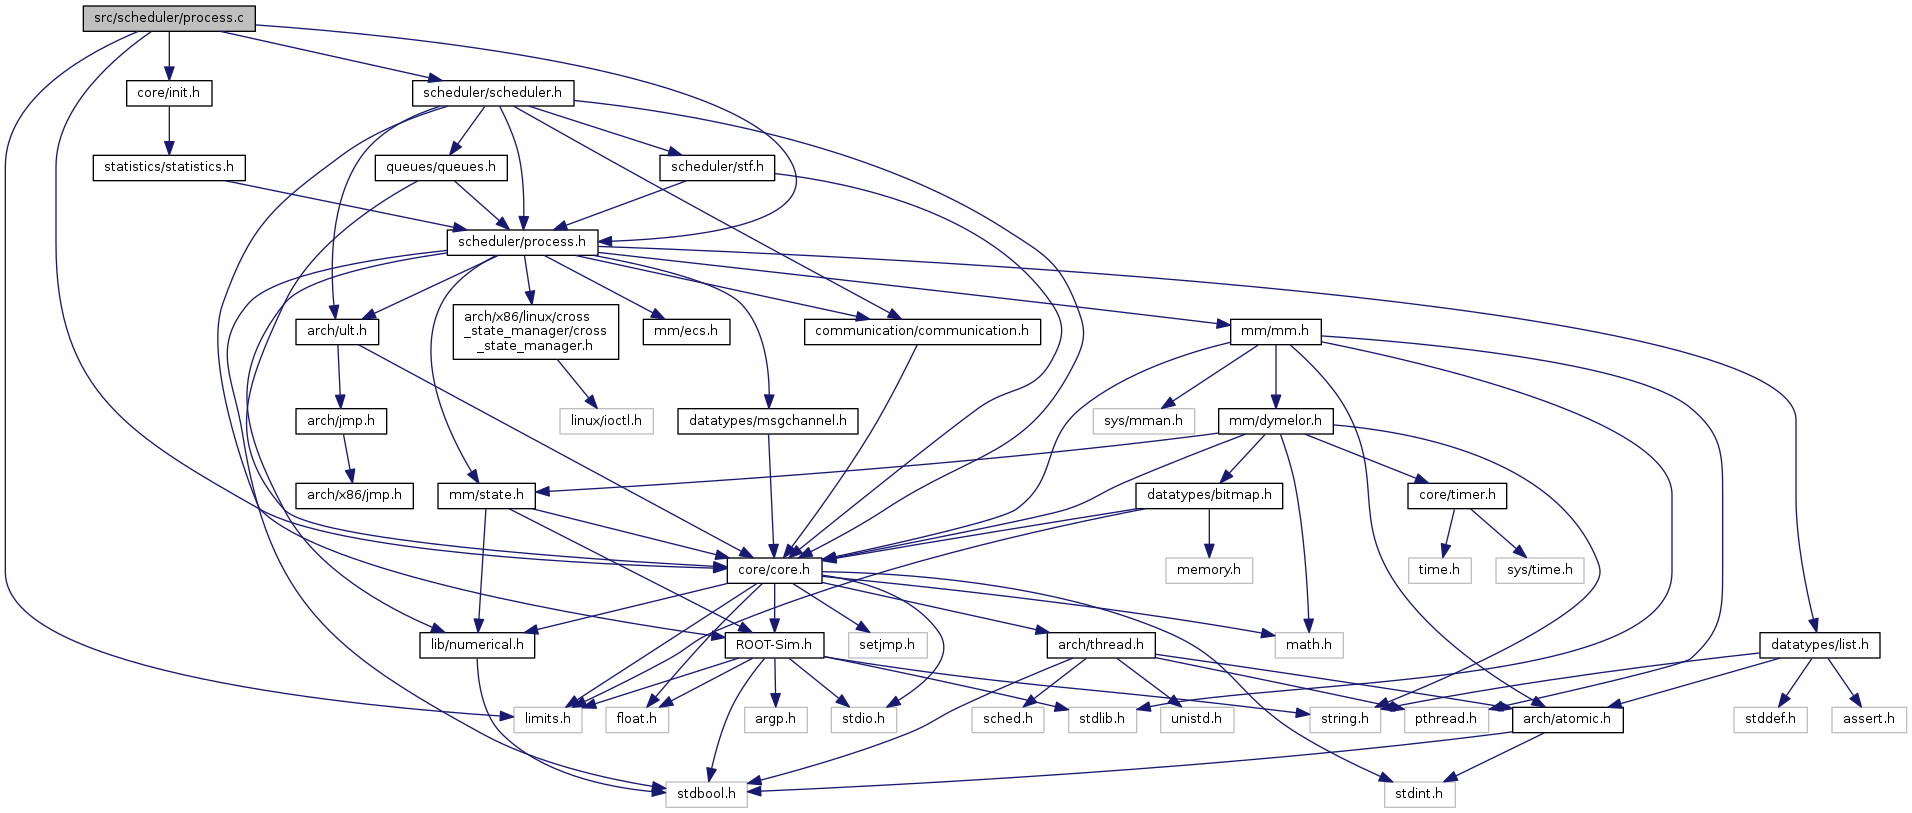 src/scheduler/process.c
core/init.h
scheduler/scheduler.h
statistics/statistics.h
queues/queues.h
scheduler/stf.h
scheduler/process.h
arch/ult.h
arch/x86/linux/cross
_state_manager/cross
_state_manager.h
mm/ecs.h
communication/communication.h
mm/mm.h
arch/jmp.h
linux/ioctl.h
datatypes/msgchannel.h
sys/mman.h
mm/dymelor.h
arch/x86/jmp.h
mm/state.h
datatypes/bitmap.h
core/timer.h
core/core.h
memory.h
time.h
sys/time.h
lib/numerical.h
ROOT-Sim.h
setjmp.h
arch/thread.h
math.h
datatypes/list.h
limits.h
float.h
argp.h
stdio.h
sched.h
stdlib.h
unistd.h
string.h
pthread.h
arch/atomic.h
stddef.h
assert.h
stdbool.h
stdint.h